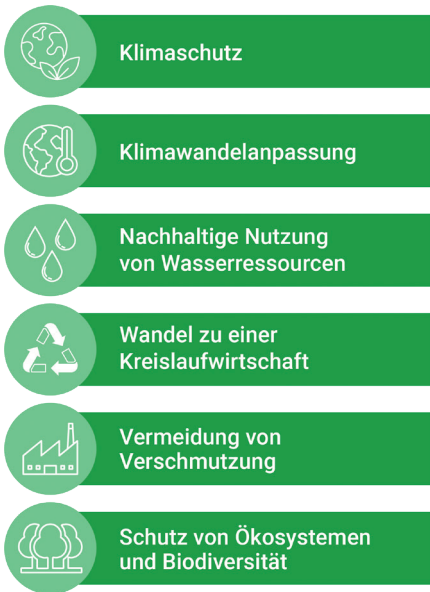 Klimaschutz
Klimawandelanpassung
Nachhaltige Nutzung
von Wasserressourcen
Wandel zu einer
Kreislaufwirtschaft
Vermeidung von
Verschmutzung
Schutz von Ökosystemen
und Biodiversität